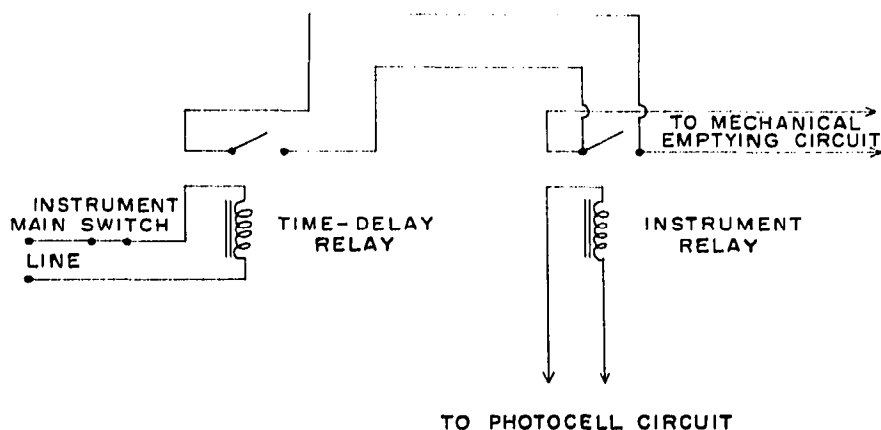 TO MECHANICAL
EMPTYING CIRCUIT
INSTRUMENT
MAIN SWITCH
LINE
TIME-DELAY
RELAY
INSTRUMENT
RELAY
TO PHOTOCELL CIRCUIT